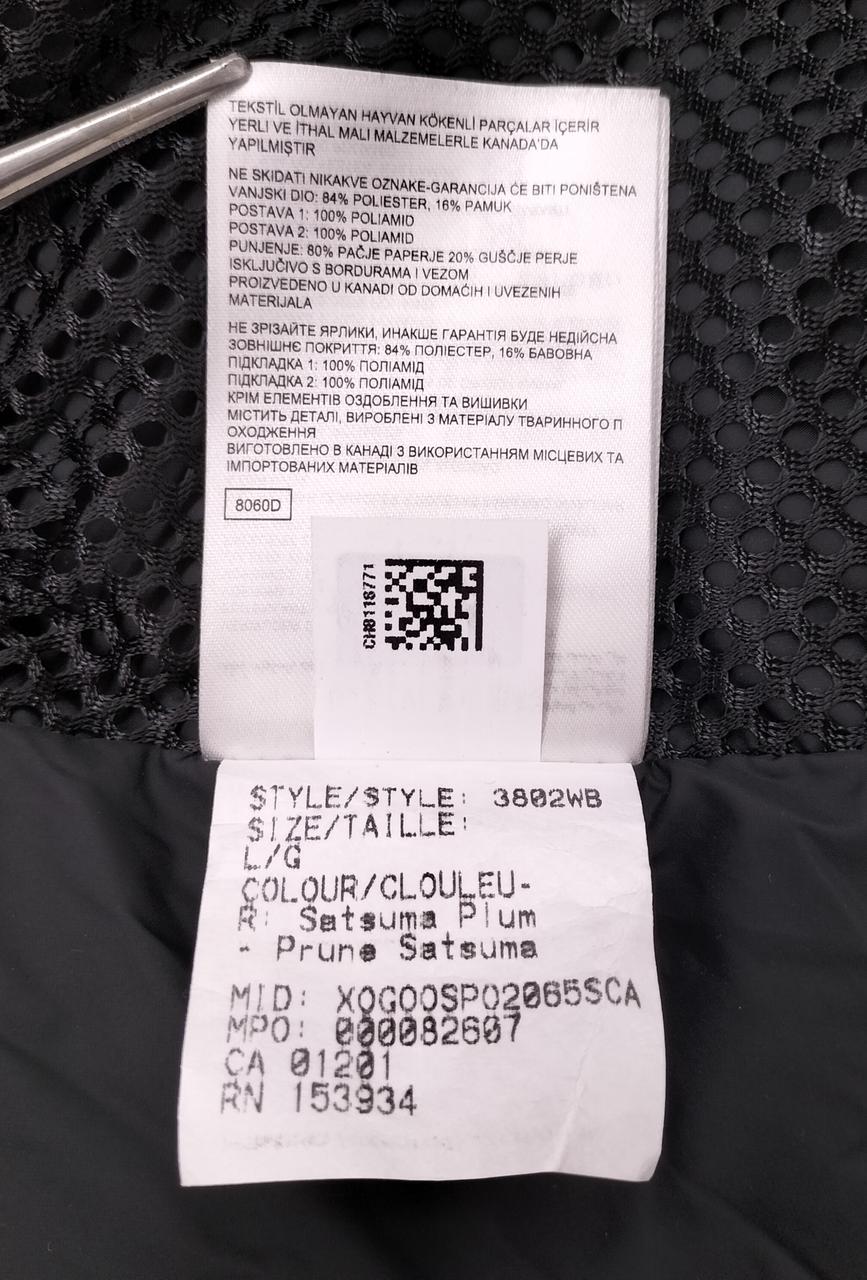 TEKSTİL OLMAYAN HAYVAN KÖKENLİ PARÇALAR İÇERİR
YERLİ VE İTHAL MALI MALZEMELERLE KANADA'DA
YAPILMIŞTIR
NE SKIDATI NIKAKVE OZNAKE-GARANCIJA ĆE BITI PONIŠTENA
VANJSKI DIO: 84% POLIESTER, 16% PAMUK
POSTAVA 1: 100% POLIAMID
POSTAVA 2: 100% POLIAMID
PUNJENJE: 80% PAČJE PAPERJE 20% GUŠČJE PERJE
ISKLJUČIVO S BORDURAMA I VEZOM
PROIZVEDENO U KANADI OD DOMAĆIH I UVEZENIH
MATERIJALA
НЕ ЗРІЗАЙТЕ ЯРЛИКИ, ИНАКШЕ ГАРАНТІЯ БУДЕ НЕДІЙСНА
ЗОВНІШНЄ ПОКРИТТЯ: 84% ПОЛІЕСТЕР, 16% БАВОВНА
ПІДКЛАДКА 1: 100% ПОЛІАМІД
ПІДКЛАДКА 2: 100% ПОЛІАМІД
КРІМ ЕЛЕМЕНТІВ ОЗДОБЛЕННЯ ТА ВИШИВКИ
МІСТИТЬ ДЕТАЛІ, ВИРОБЛЕНІ З МАТЕРІАЛУ ТВАРИННОГО П
ОХОДЖЕННЯ
ВИГОТОВЛЕНО В КАНАДІ З ВИКОРИСТАННЯМ МІСЦЕВИХ ТА
ІМПОРТОВАНИХ МАТЕРІАЛІВ
8060D
CH8118771
STYLE/STYLE: 3802WB
SIZE/TAILLE:
L/G
COLOUR/CLOULEU-
R: Satsuma Plum
- Prune Satsuma
MID: XOGOOSPO2065SCA
MPO: 000082607
CA 01201
RN 153934